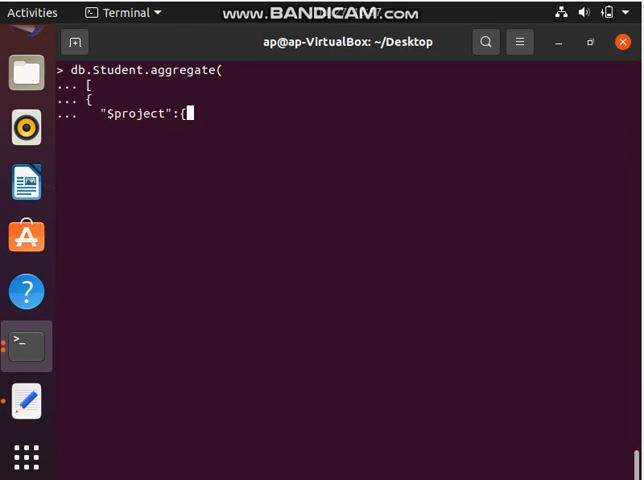 Activities
Terminal
www.BANDICAM.com
ap@ap-VirtualBox: ~/Desktop
> db.Student.aggregate(
... [
... {
...   "$project":{